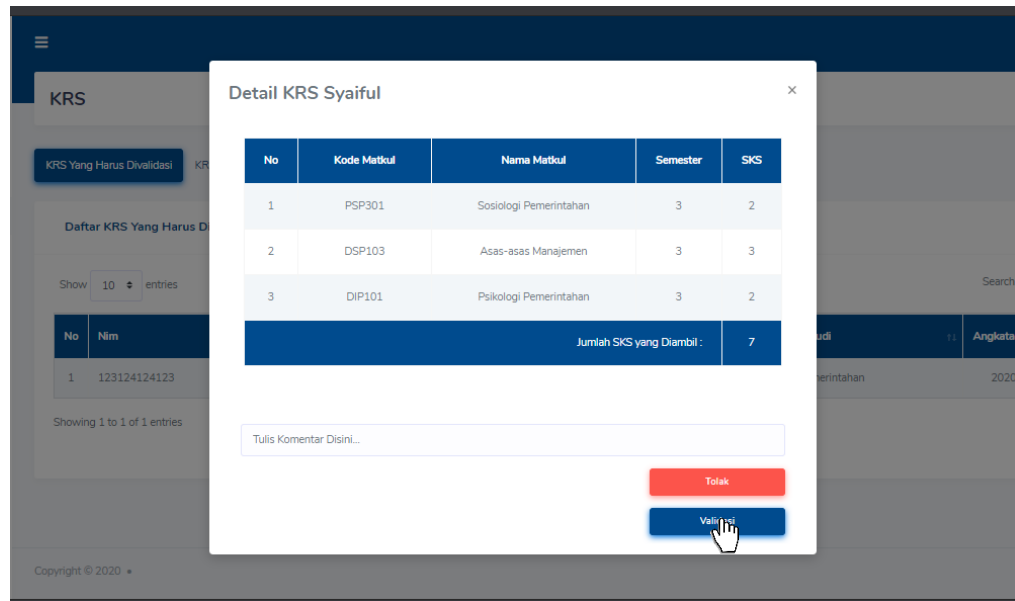 KRS
Detail KRS Syaiful
×
KRS Yang Harus Divalidasi KR
Daftar KRS Yang Harus Di
Show 10 entries
Search
No Kode Matkul Nama Matkul Semester SKS
1 PSP301 Sosiologi Pemerintahan 3 2
2 DSP103 Asas-asas Manajemen 3 3
3 DIP101 Psikologi Pemerintahan 3 2
Jumlah SKS yang Diambil : 7
No Nim udi Angkata
1 123124124123 nerintahan 2020
Showing 1 to 1 of 1 entries
Tulis Komentar Disini...
Tolak
Validasi
Copyright © 2020